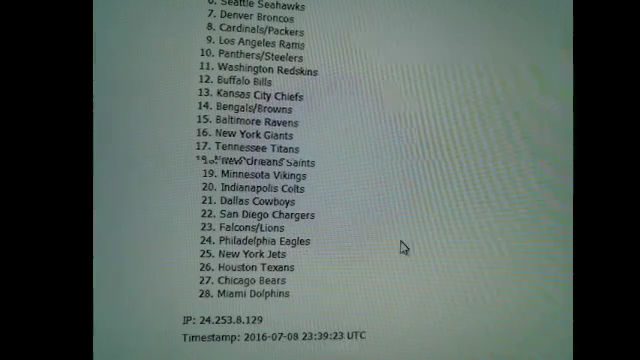 6. Seattle Seahawks
7. Denver Broncos
8. Cardinals/Packers
9. Los Angeles Rams
10. Panthers/Steelers
11. Washington Redskins
12. Buffalo Bills
13. Kansas City Chiefs
14. Bengals/Browns
15. Baltimore Ravens
16. New York Giants
17. Tennessee Titans
18. New Orleans Saints
19. Minnesota Vikings
20. Indianapolis Colts
21. Dallas Cowboys
22. San Diego Chargers
23. Falcons/Lions
24. Philadelphia Eagles
25. New York Jets
26. Houston Texans
27. Chicago Bears
28. Miami Dolphins
IP: 24.253.8.129
Timestamp: 2016-07-08 23:39:23 UTC